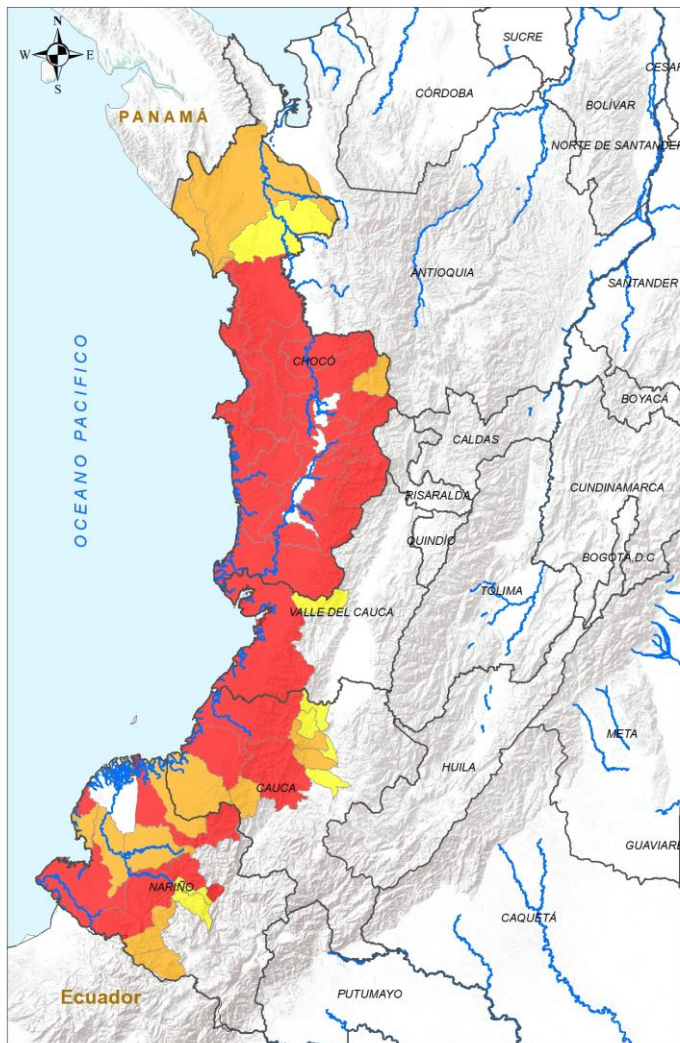 N
W E
S
SUCRE
CESAR
CÓRDOBA
BOLÍVAR
PANAMÁ
NORTE DE SANTANDER
ANTIOQUIA
SANTANDER
CHOCÓ
OCEANO PACIFICO
BOYACÁ
CALDAS
CUNDINAMARCA
RISARALDA
QUINDÍO
BOGOTÁ, D.C
TOLIMA
VALLE DEL CAUCA
META
HUILA
CAUCA
GUAVIARE
NARIÑO
CAQUETÁ
Ecuador
PUTUMAYO